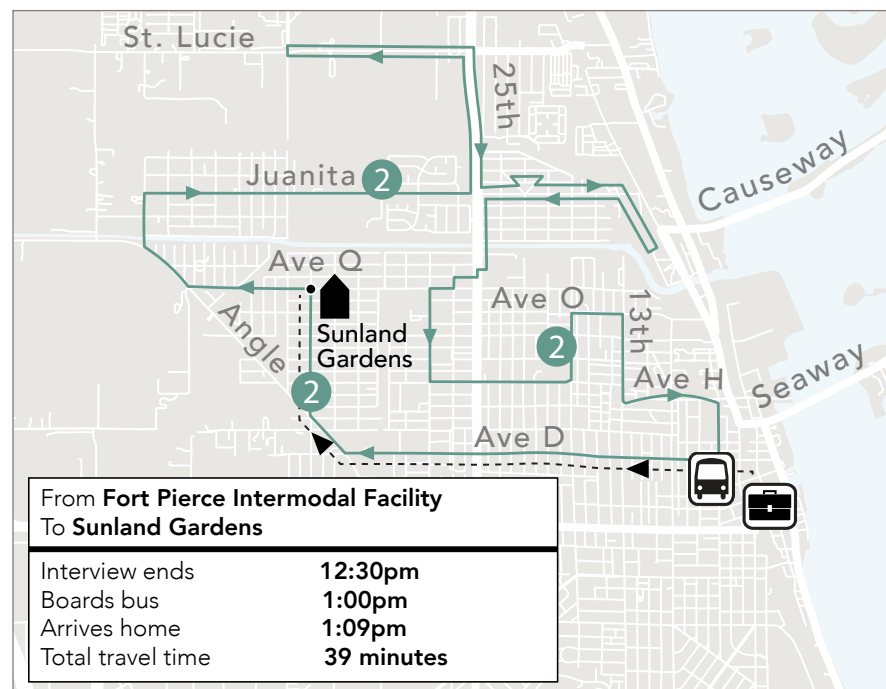 St. Lucie
25th
Juanita
2
Causeway
Ave Q
Ave O
13th
Sunland
Gardens
Angle
2
2
Ave H
Seaway
Ave D
From Fort Pierce Intermodal Facility
To Sunland Gardens
Interview ends 12:30pm
Boards bus 1:00pm
Arrives home 1:09pm
Total travel time 39 minutes